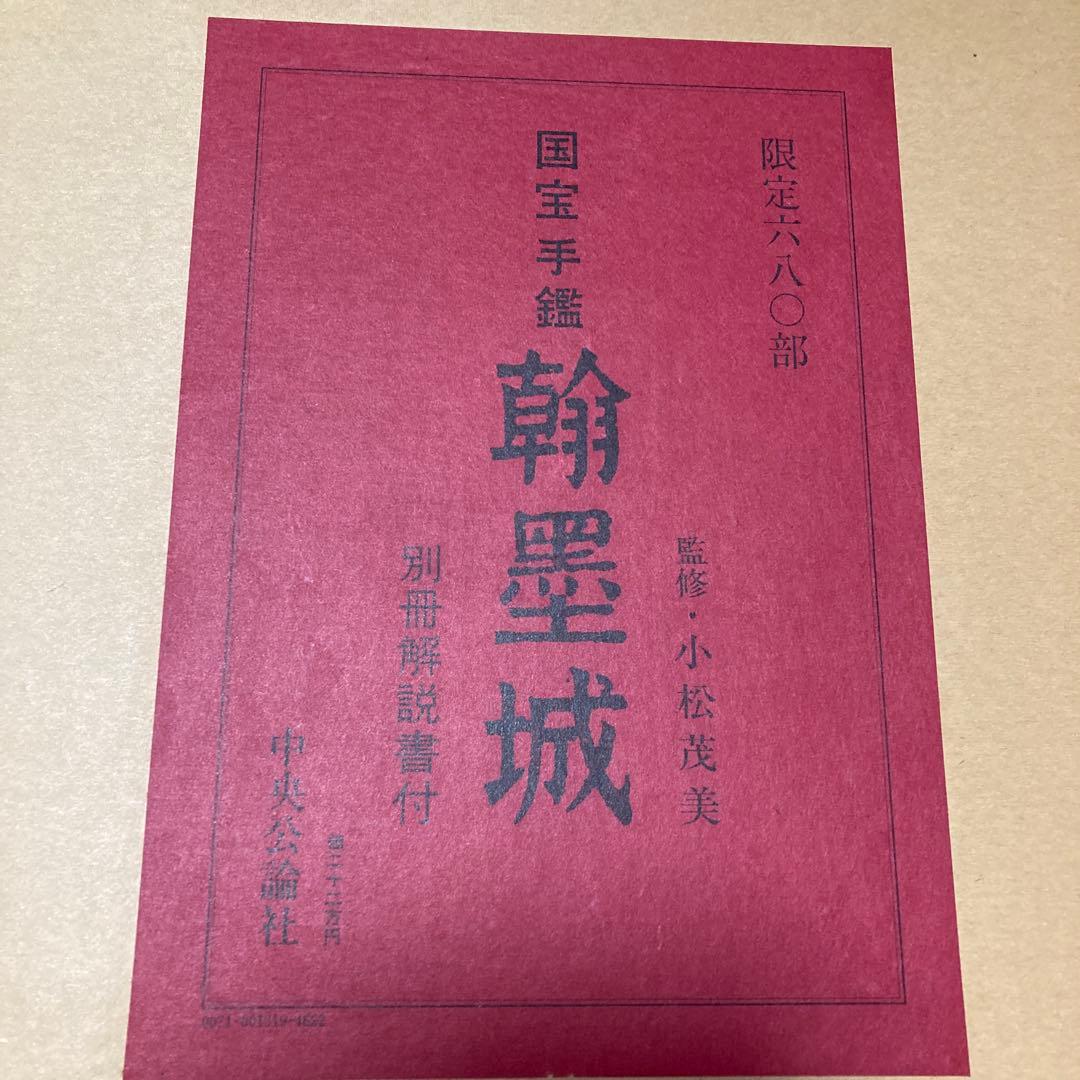 限定六八〇部
監修・小松茂美
国宝手鑑
翰墨城
別冊解説書付
中央公論社